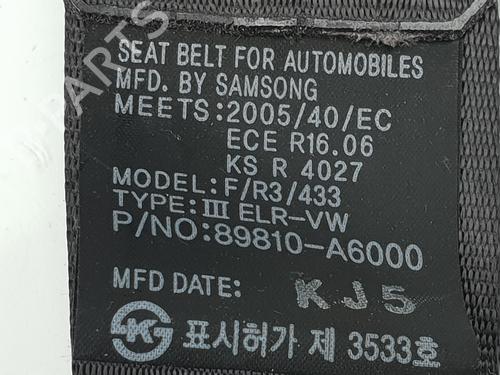 SEAT BELT FOR AUTOMOBILES
MFD. BY SAMSONG
MEETS:2005/40/EC
ECE R16.06
KS R 4027
MODEL:F/R3/433
TYPE:Ⅲ ELR-VW
P/NO:89810-A6000
MFD DATE: KJ5
표시허가 제 3533호